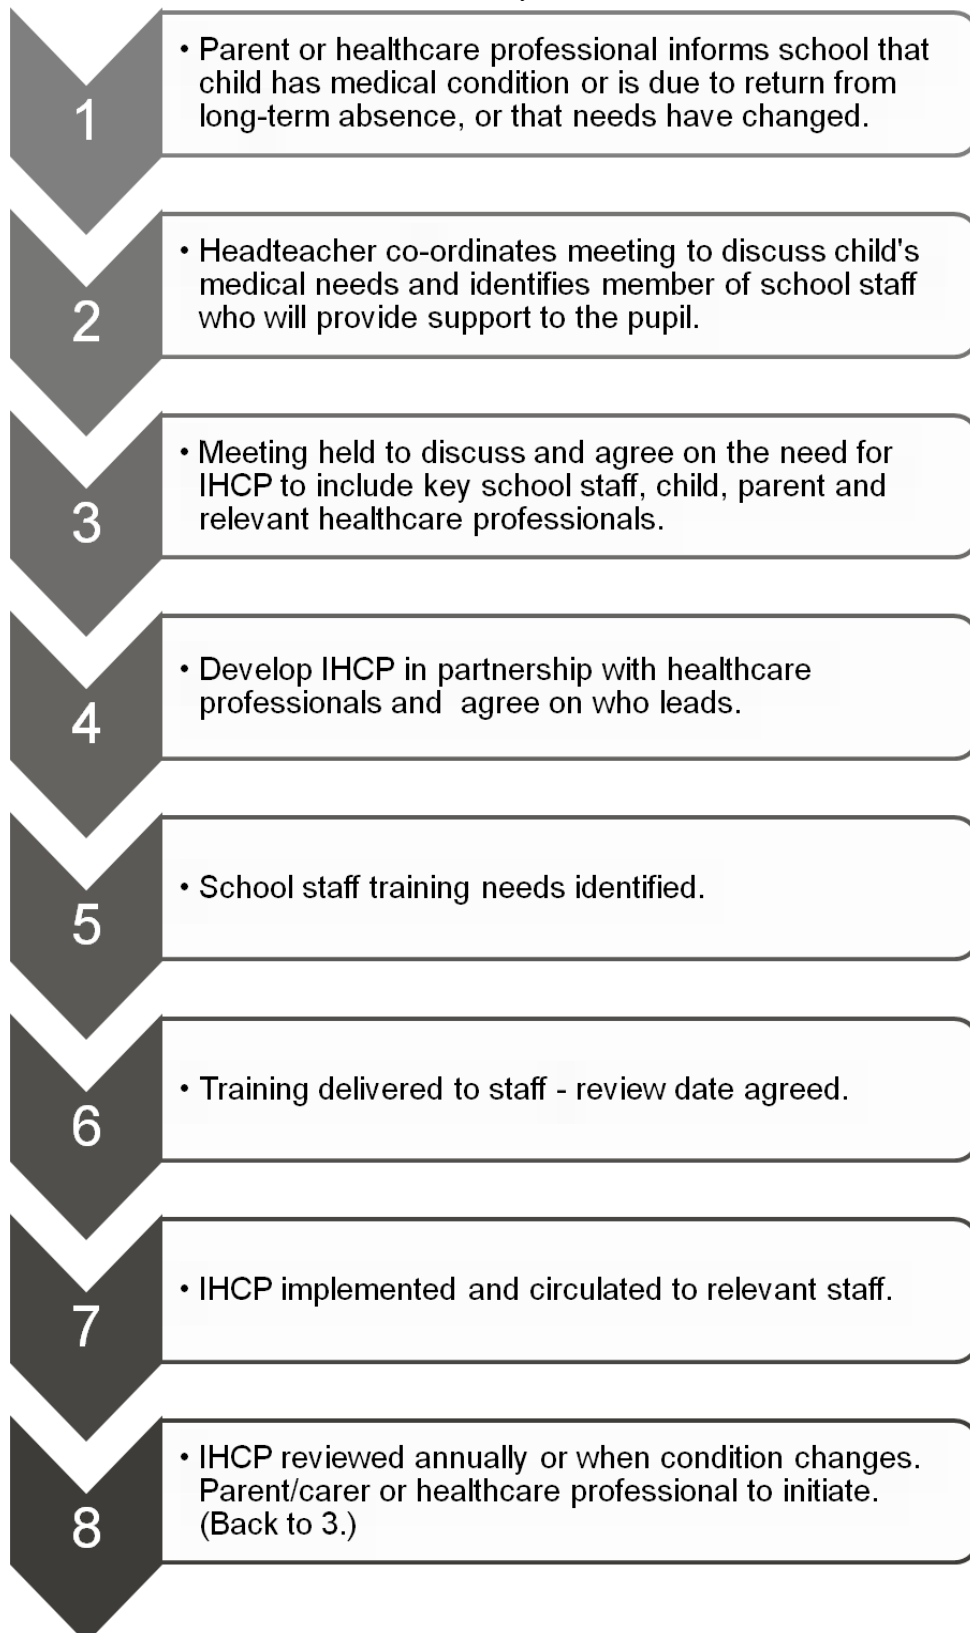 1
• Parent or healthcare professional informs school that
child has medical condition or is due to return from
long-term absence, or that needs have changed.
2
• Headteacher co-ordinates meeting to discuss child's
medical needs and identifies member of school staff
who will provide support to the pupil.
3
• Meeting held to discuss and agree on the need for
IHCP to include key school staff, child, parent and
relevant healthcare professionals.
4
• Develop IHCP in partnership with healthcare
professionals and  agree on who leads.
5
• School staff training needs identified.
6
• Training delivered to staff - review date agreed.
7
• IHCP implemented and circulated to relevant staff.
8
• IHCP reviewed annually or when condition changes.
Parent/carer or healthcare professional to initiate.
(Back to 3.)